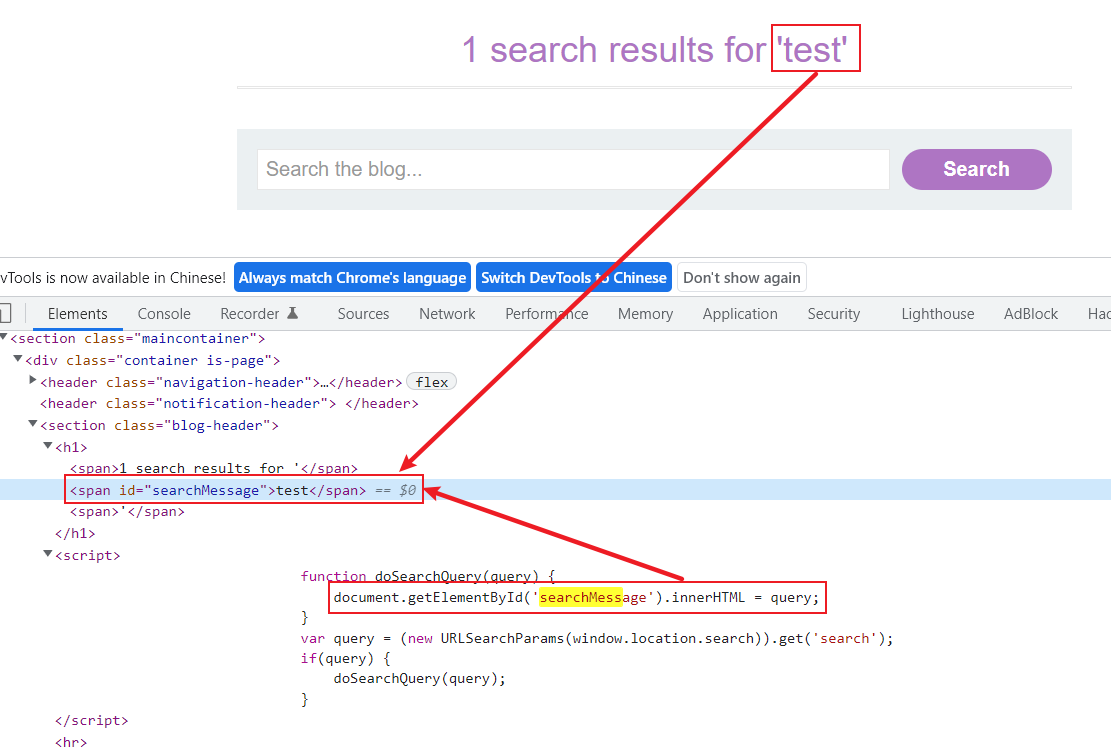 1 search results for 'test'
Search the blog...
Search
vTools is now available in Chinese!
Always match Chrome's language
Switch DevTools to Chinese
Don't show again
Elements
Console
Recorder
Sources
Network
Performance
Memory
Application
Security
Lighthouse
AdBlock
Hac
<section class="maincontainer">
<div class="container is-page">
<header class="navigation-header">…</header> flex
<header class="notification-header"> </header>
<section class="blog-header">
<h1>
<span>1 search results for '</span>
<span id="searchMessage">test</span> == $0
<span>'</span>
</h1>
<script>
function doSearchQuery(query) {
document.getElementById('searchMessage').innerHTML = query;
}
var query = (new URLSearchParams(window.location.search)).get('search');
if(query) {
doSearchQuery(query);
}
</script>
<hr>